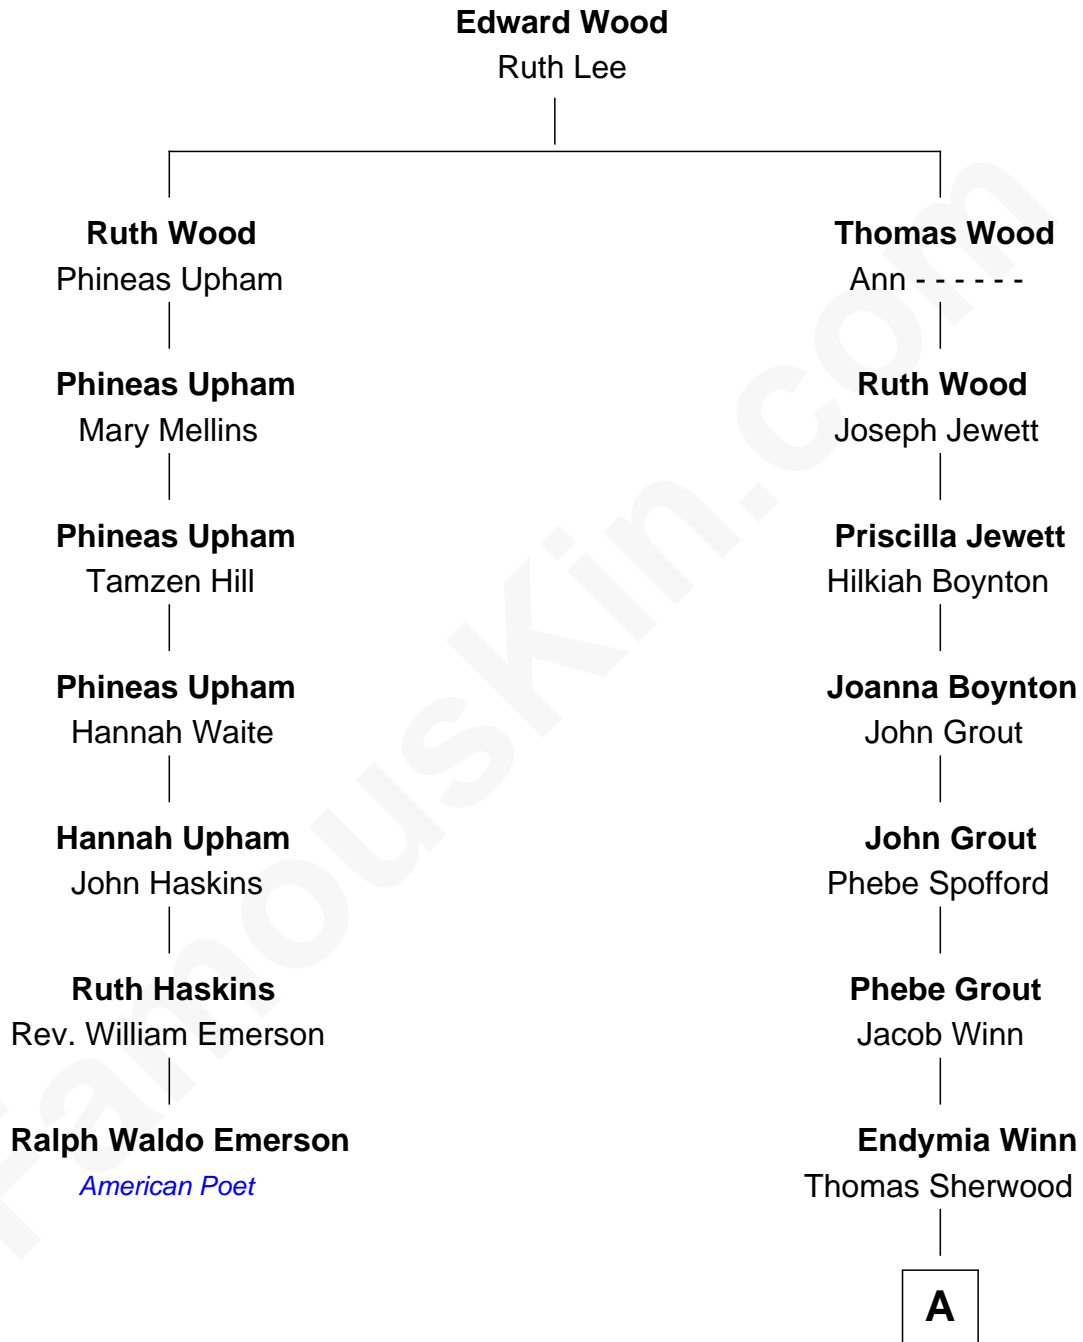 Edward Wood
Ruth Lee
Ruth Wood
Phineas Upham
Thomas Wood
Ann - - - - - -
Phineas Upham
Mary Mellins
Ruth Wood
Joseph Jewett
Phineas Upham
Tamzen Hill
Priscilla Jewett
Hilkiah Boynton
Phineas Upham
Hannah Waite
Joanna Boynton
John Grout
Hannah Upham
John Haskins
John Grout
Phebe Spofford
Ruth Haskins
Rev. William Emerson
Phebe Grout
Jacob Winn
Ralph Waldo Emerson
American Poet
Endymia Winn
Thomas Sherwood
A
FamousKin.com